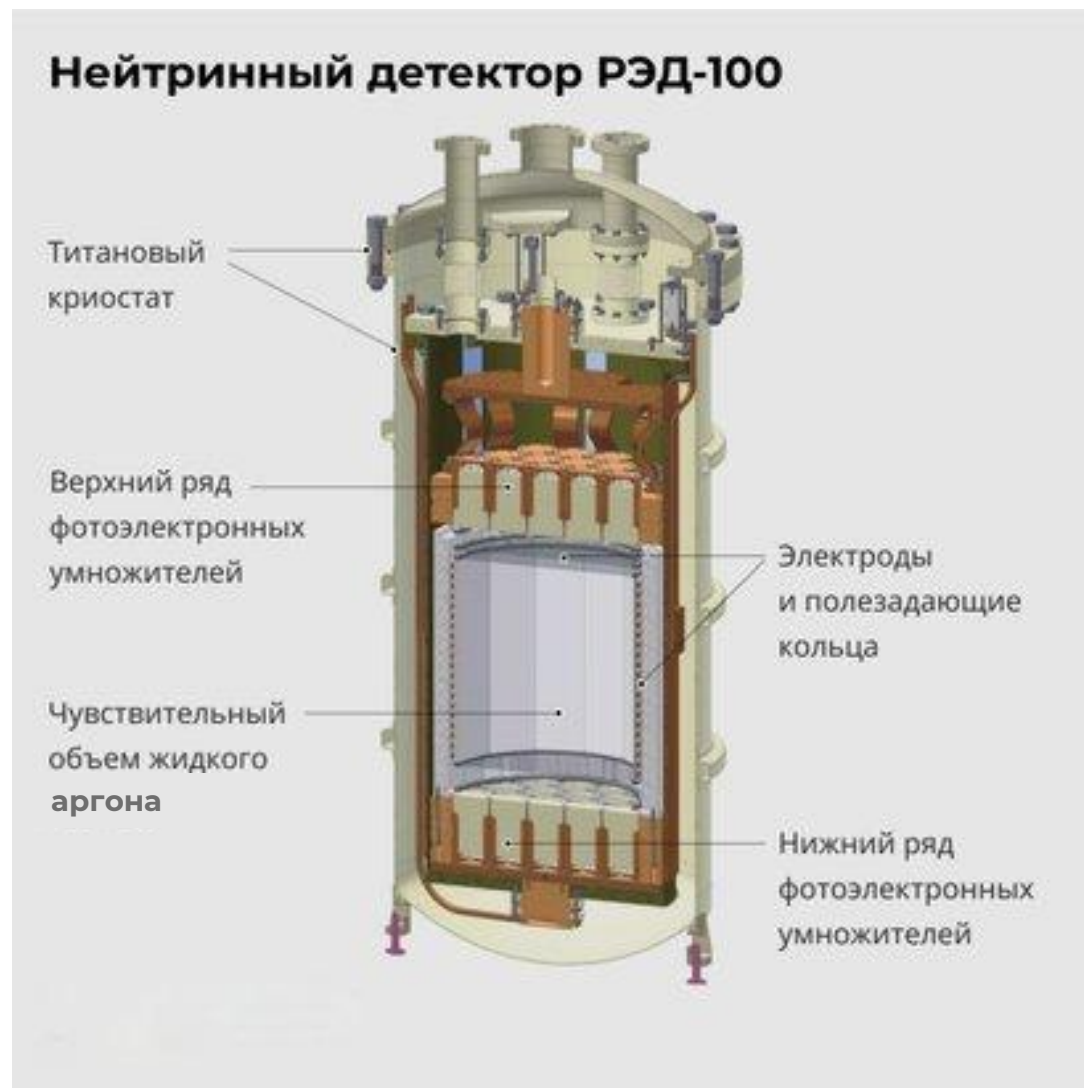 Нейтринный детектор РЭД-100
Титановый
криостат
Верхний ряд
фотоэлектронных
умножителей
Электроды
и полезадающие
кольца
Чувствительный
объем жидкого
аргона
Нижний ряд
фотоэлектронных
умножителей